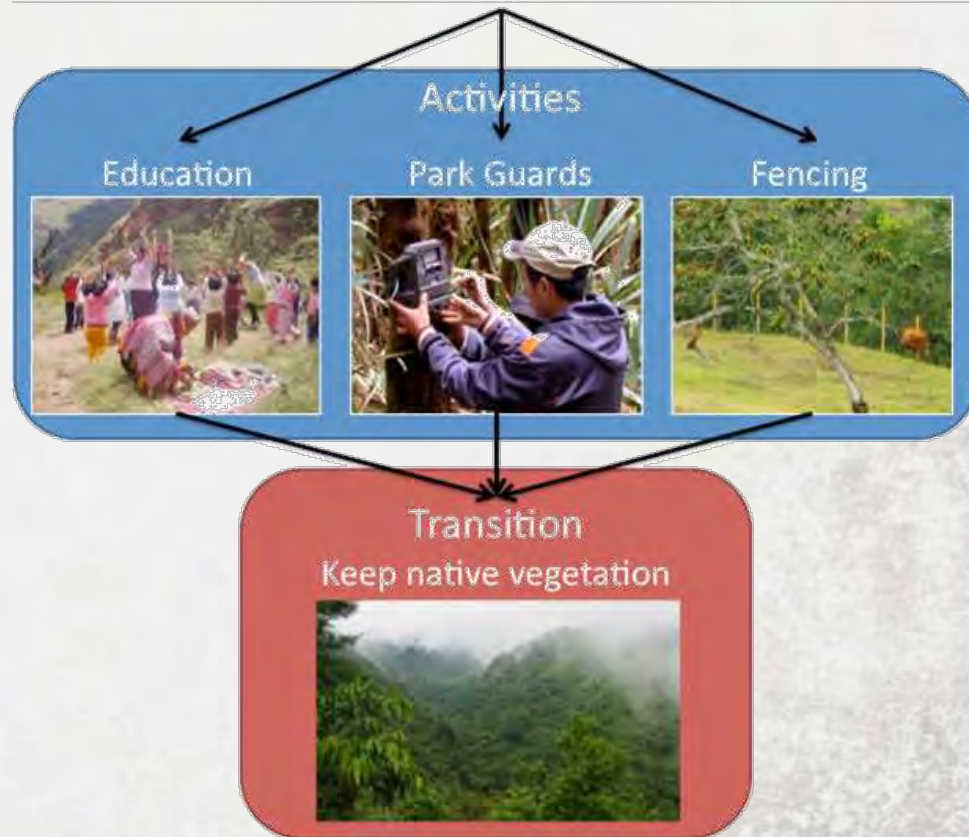 Activities
Education Park Guards Fencing
Transition
Keep native vegetation